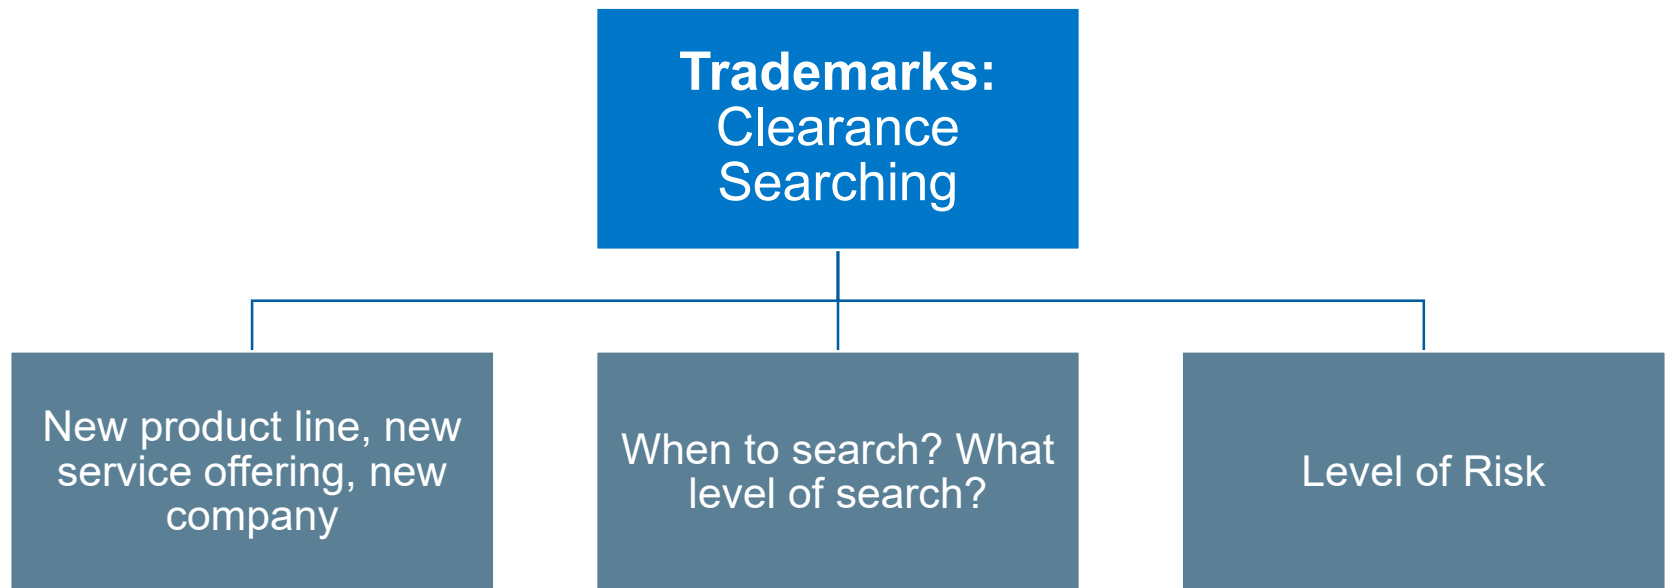 Trademarks:
Clearance
Searching
New product line, new
service offering, new
company
When to search? What
level of search?
Level of Risk